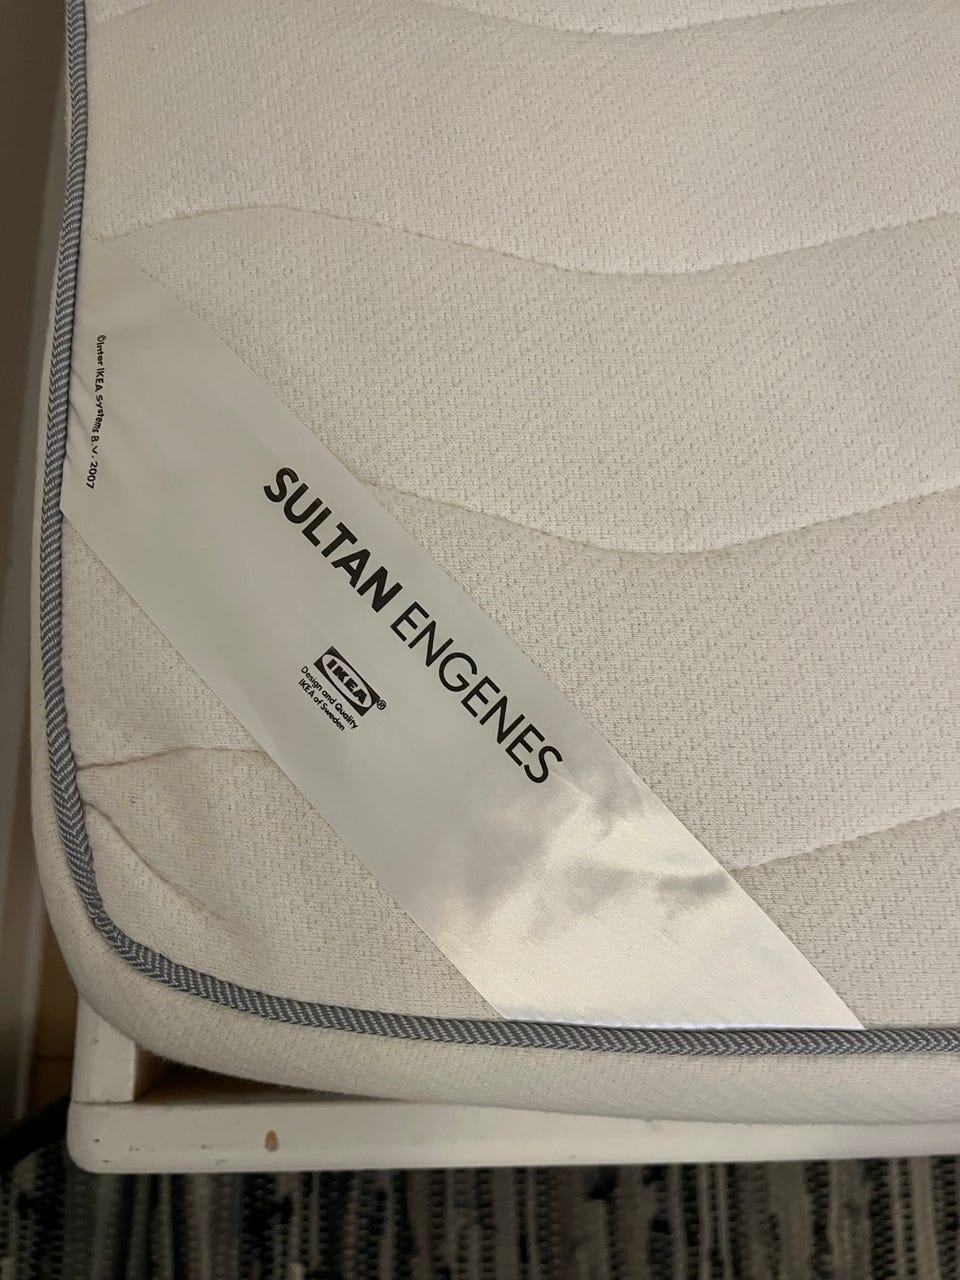 ©Inter IKEA Systems B.V. 2007
SULTAN ENGENES
IKEA®
Design and Quality
IKEA of Sweden